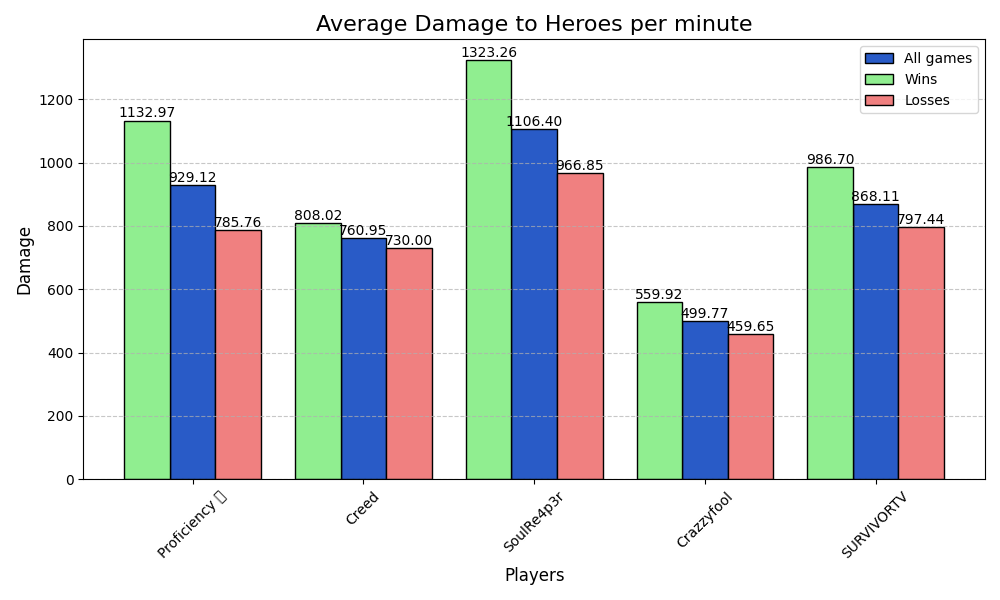 Average Damage to Heroes per minute
All games
Wins
Losses
Damage
1200
1000
800
600
400
200
0
1132.97
929.12
785.76
808.02
760.95
730.00
1323.26
1106.40
966.85
559.92
499.77
459.65
986.70
868.11
797.44
Proficiency
Creed
SoulRe4p3r
Crazzyfool
SURVIVORTV
Players